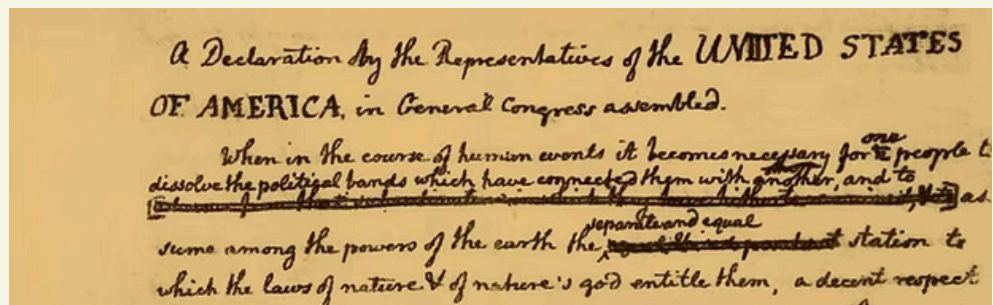 A Declaration by the Representatives of the UNITED STATES
OF AMERICA, in General Congress assembled.
When in the course of human events it becomes necessary for one people t
dissolve the political bands which have connected them with another, and to
as
separate and equal
sume among the powers of the earth the station to
which the laws of nature & of nature's god entitle them, a decent respect